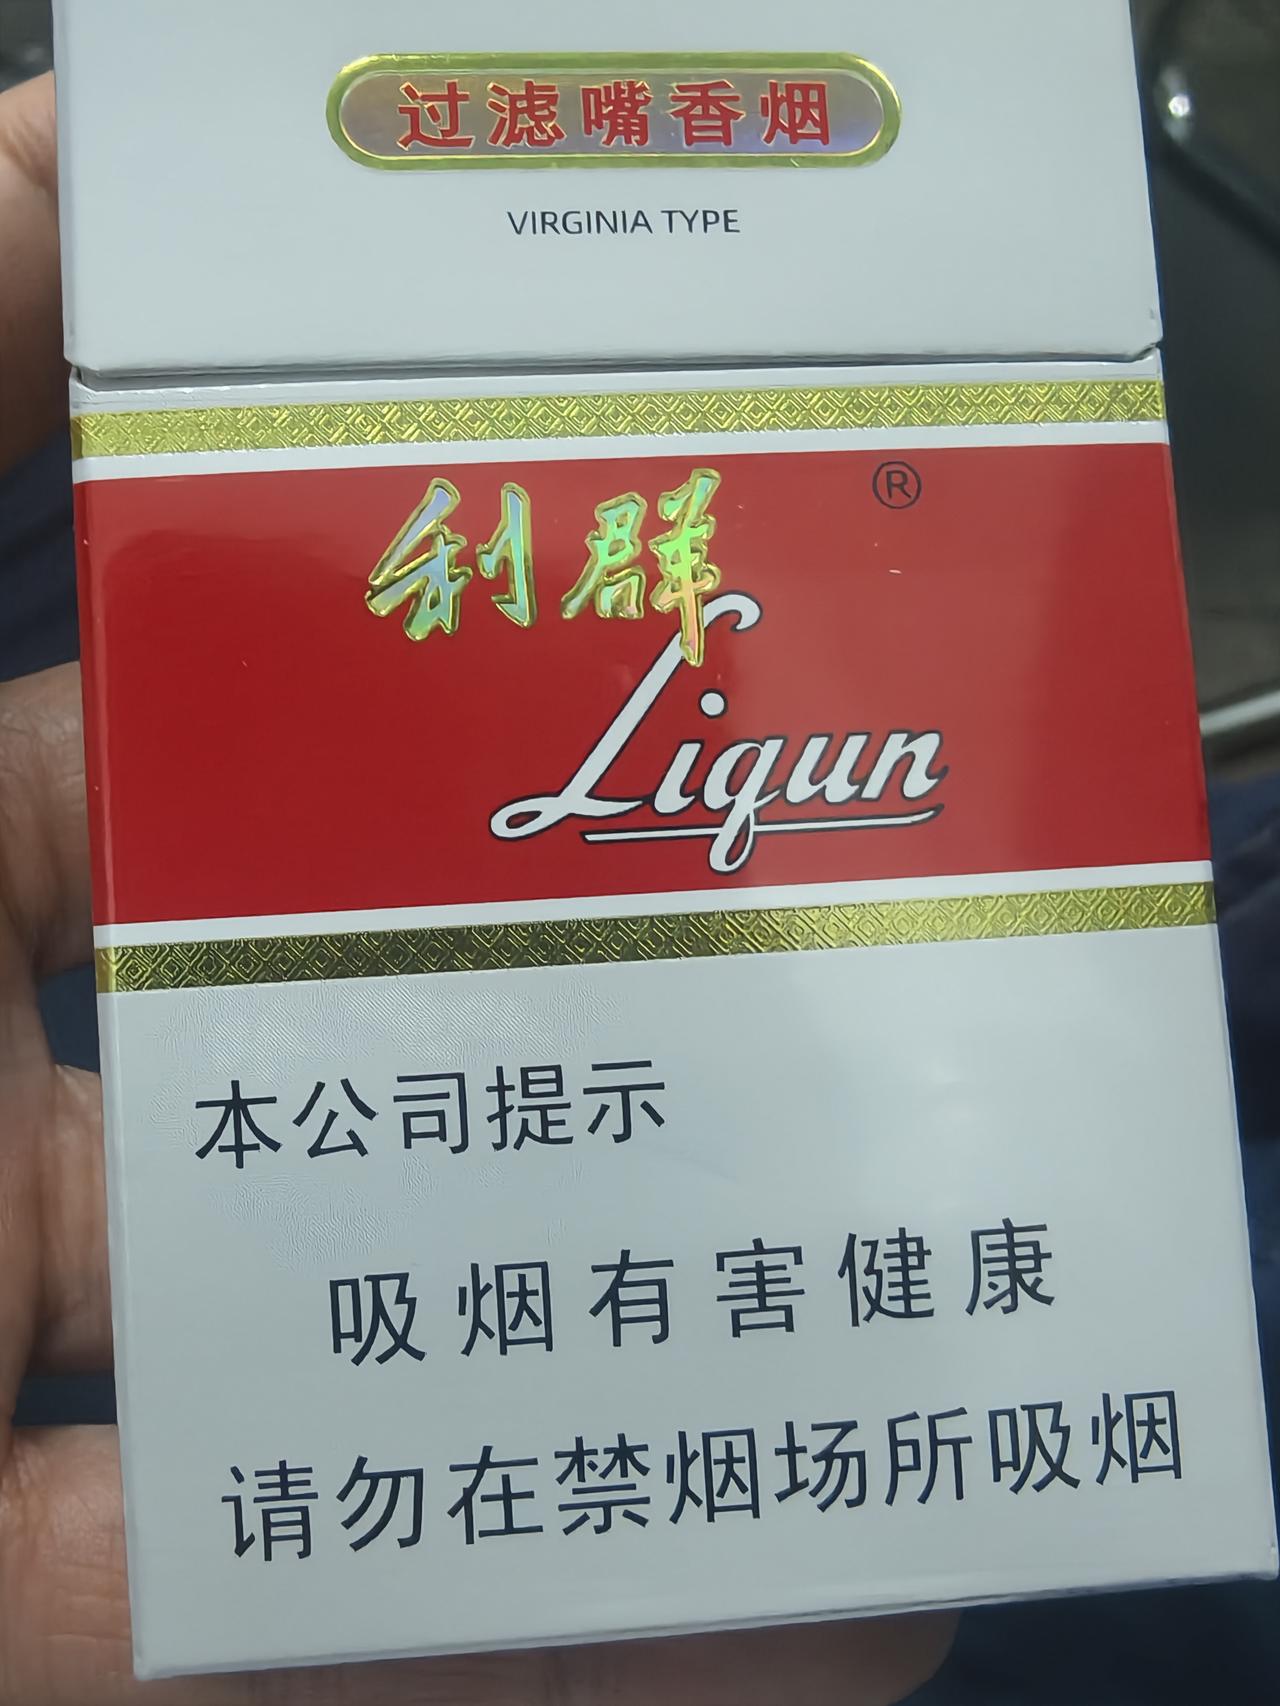 过滤嘴香烟
VIRGINIA TYPE
利群
®
Liqun
本公司提示
吸烟有害健康
请勿在禁烟场所吸烟